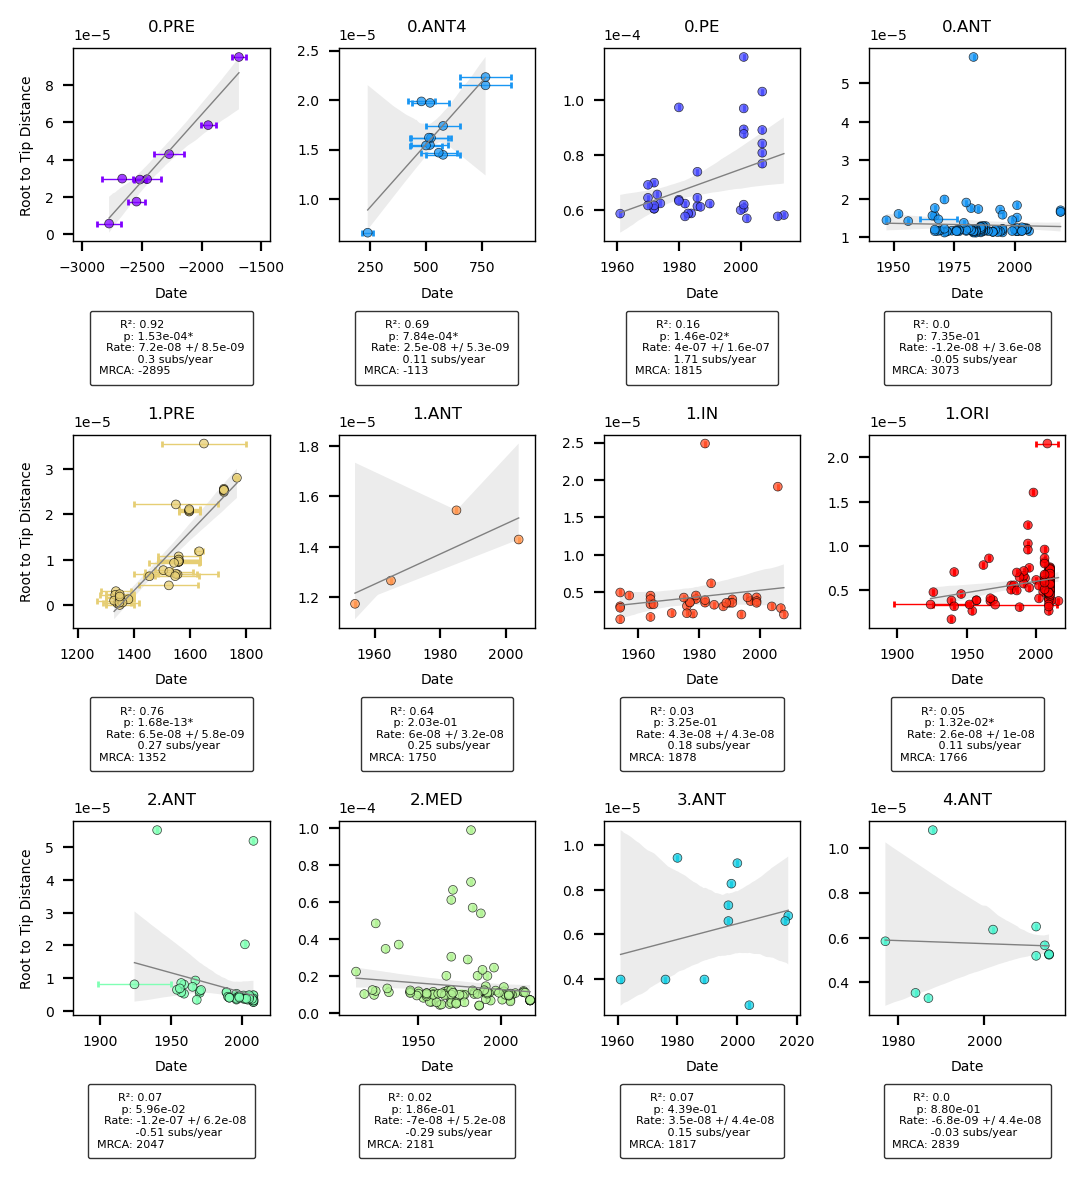 0.PRE
0.ANT4
0.PE
0.ANT
1e−5
1e−5
1e−4
1e−5
Root to Tip Distance
8
6
4
2
0
2.5
2.0
1.5
1.0
1.0
0.8
0.6
5
4
3
2
1
−3000 −2500 −2000 −1500
250 500 750
1960 1980 2000
1950 1975 2000
Date
Date
Date
Date
R²: 0.92
p: 1.53e-04*
Rate: 7.2e-08 +/ 8.5e-09
0.3 subs/year
MRCA: -2895
R²: 0.69
p: 7.84e-04*
Rate: 2.5e-08 +/ 5.3e-09
0.11 subs/year
MRCA: -113
R²: 0.16
p: 1.46e-02*
Rate: 4e-07 +/ 1.6e-07
1.71 subs/year
MRCA: 1815
R²: 0.0
p: 7.35e-01
Rate: -1.2e-08 +/ 3.6e-08
-0.05 subs/year
MRCA: 3073
1.PRE
1.ANT
1.IN
1.ORI
1e−5
1e−5
1e−5
1e−5
Root to Tip Distance
3
2
1
0
1.8
1.6
1.4
1.2
2.5
2.0
1.5
1.0
0.5
2.0
1.5
1.0
0.5
1200 1400 1600 1800
1960 1980 2000
1960 1980 2000
1900 1950 2000
Date
Date
Date
Date
R²: 0.76
p: 1.68e-13*
Rate: 6.5e-08 +/ 5.8e-09
0.27 subs/year
MRCA: 1352
R²: 0.64
p: 2.03e-01
Rate: 6e-08 +/ 3.2e-08
0.25 subs/year
MRCA: 1750
R²: 0.03
p: 3.25e-01
Rate: 4.3e-08 +/ 4.3e-08
0.18 subs/year
MRCA: 1878
R²: 0.05
p: 1.32e-02*
Rate: 2.6e-08 +/ 1e-08
0.11 subs/year
MRCA: 1766
2.ANT
2.MED
3.ANT
4.ANT
1e−5
1e−4
1e−5
1e−5
Root to Tip Distance
5
4
3
2
1
0
1.0
0.8
0.6
0.4
0.2
0.0
1.0
0.8
0.6
0.4
1.0
0.8
0.6
0.4
1900 1950 2000
1950 2000
1960 1980 2000 2020
1980 2000
Date
Date
Date
Date
R²: 0.07
p: 5.96e-02
Rate: -1.2e-07 +/ 6.2e-08
-0.51 subs/year
MRCA: 2047
R²: 0.02
p: 1.86e-01
Rate: -7e-08 +/ 5.2e-08
-0.29 subs/year
MRCA: 2181
R²: 0.07
p: 4.39e-01
Rate: 3.5e-08 +/ 4.4e-08
0.15 subs/year
MRCA: 1817
R²: 0.0
p: 8.80e-01
Rate: -6.8e-09 +/ 4.4e-08
-0.03 subs/year
MRCA: 2839